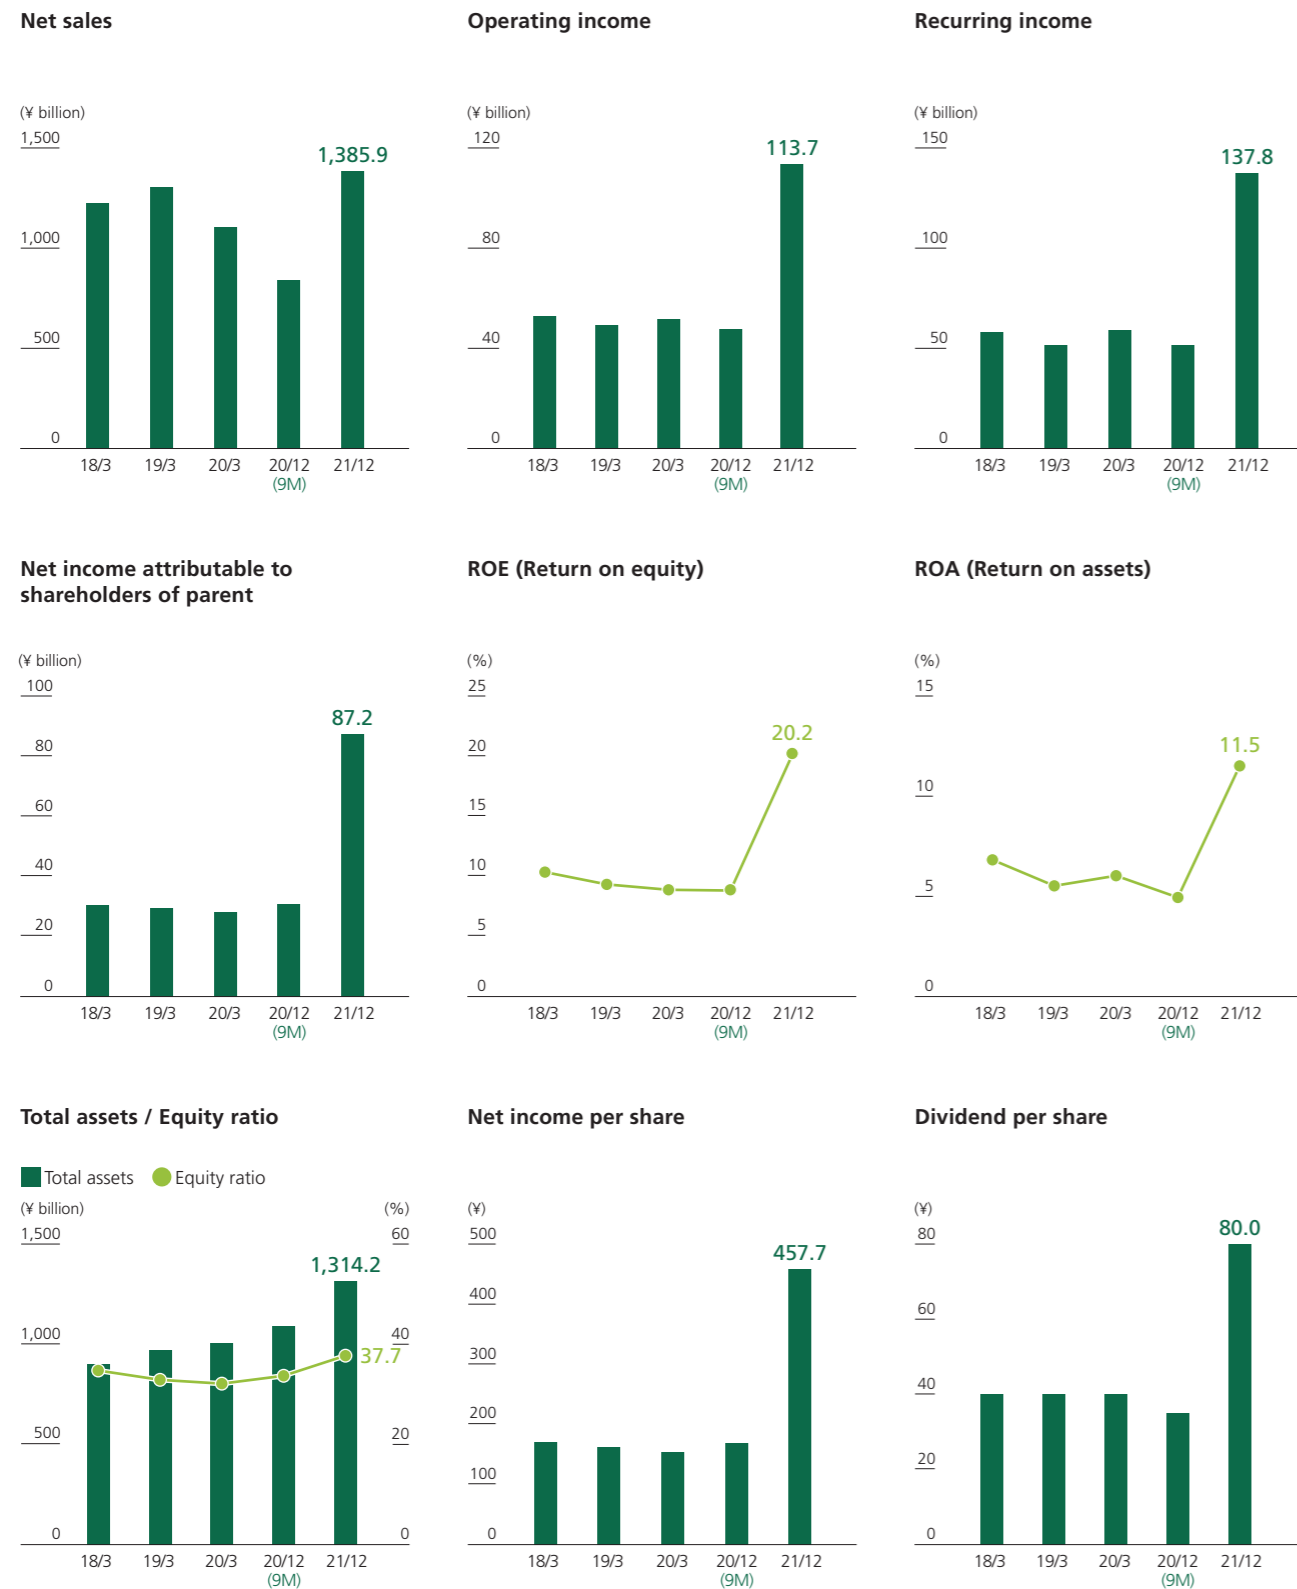 Net sales
(¥ billion)
1,500
1,000
500
0
1,385.9
18/3 19/3 20/3 20/12 21/12
(9M)
Operating income
(¥ billion)
120
80
40
0
113.7
18/3 19/3 20/3 20/12 21/12
(9M)
Recurring income
(¥ billion)
150
100
50
0
137.8
18/3 19/3 20/3 20/12 21/12
(9M)
Net income attributable to
shareholders of parent
(¥ billion)
100
80
60
40
20
0
87.2
18/3 19/3 20/3 20/12 21/12
(9M)
ROE (Return on equity)
(%)
25
20
15
10
5
0
20.2
18/3 19/3 20/3 20/12 21/12
(9M)
ROA (Return on assets)
(%)
15
10
5
0
11.5
18/3 19/3 20/3 20/12 21/12
(9M)
Total assets / Equity ratio
Total assets Equity ratio
(¥ billion) (%)
1,500 60
1,314.2
1,000 40
37.7
500 20
0 0
18/3 19/3 20/3 20/12 21/12
(9M)
Net income per share
(¥)
500
400
300
200
100
0
457.7
18/3 19/3 20/3 20/12 21/12
(9M)
Dividend per share
(¥)
80
60
40
20
0
80.0
18/3 19/3 20/3 20/12 21/12
(9M)